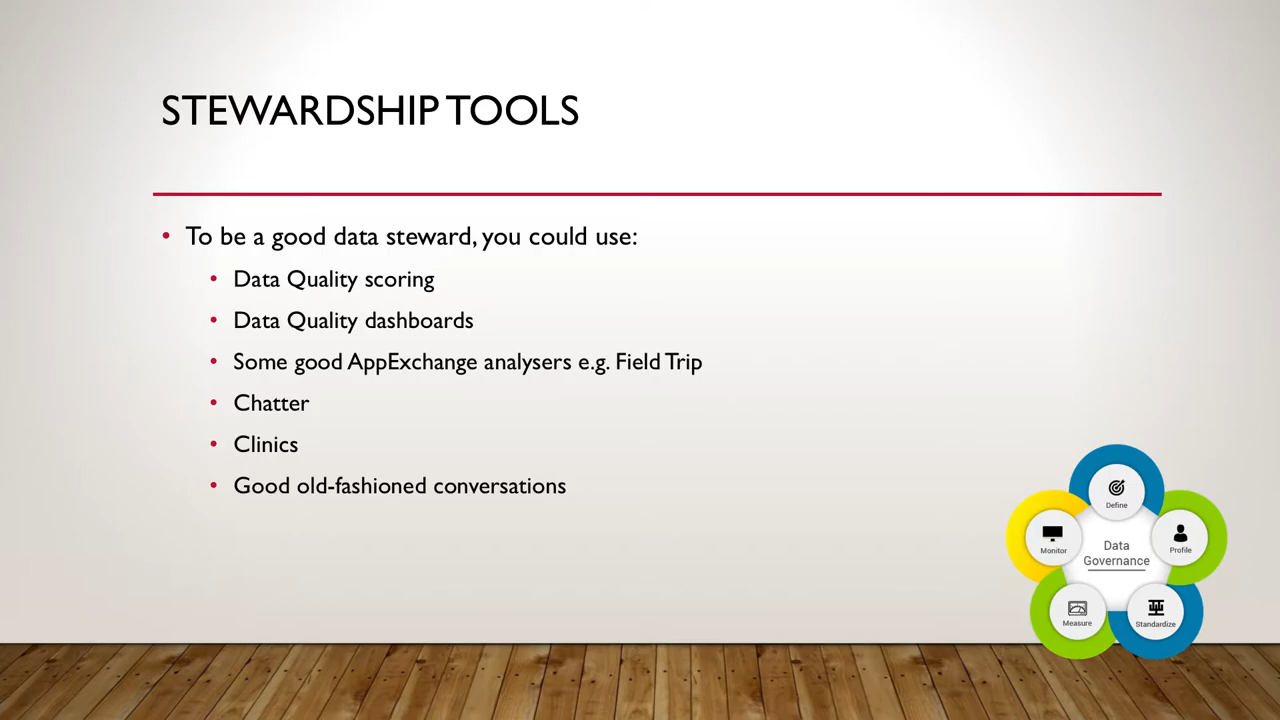 STEWARDSHIP TOOLS
• To be a good data steward, you could use:
• Data Quality scoring
• Data Quality dashboards
• Some good AppExchange analysers e.g. Field Trip
• Chatter
• Clinics
• Good old-fashioned conversations
Define
Monitor
Data
Governance
Profile
Measure
Standardize